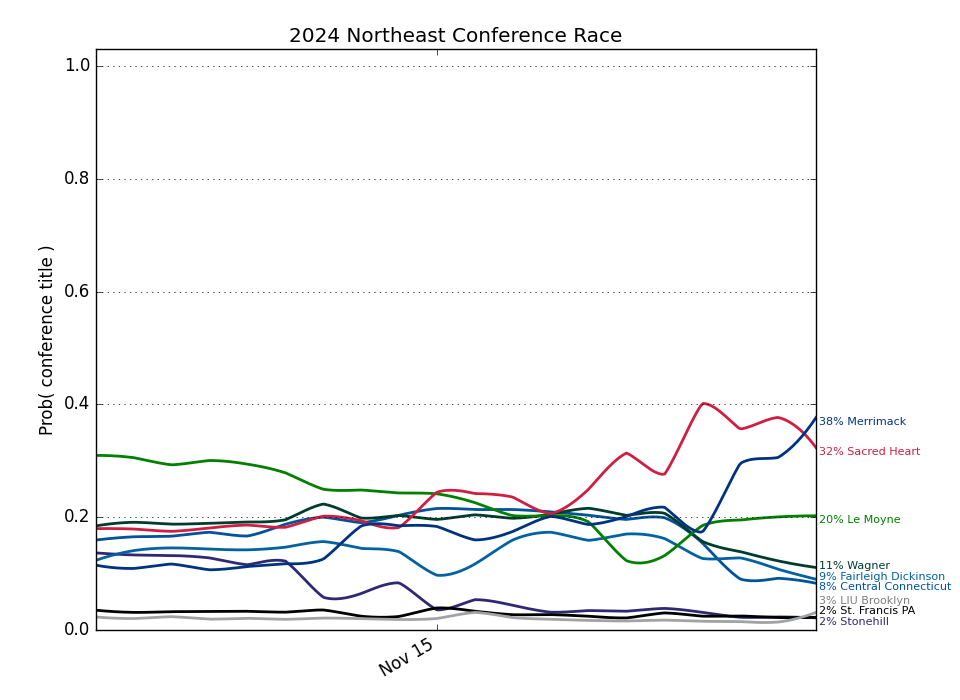 2024 Northeast Conference Race
Prob( conference title )
1.0
0.8
0.6
0.4
0.2
0.0
Nov 15
38% Merrimack
32% Sacred Heart
20% Le Moyne
11% Wagner
9% Fairleigh Dickinson
8% Central Connecticut
3% LIU Brooklyn
2% St. Francis PA
2% Stonehill